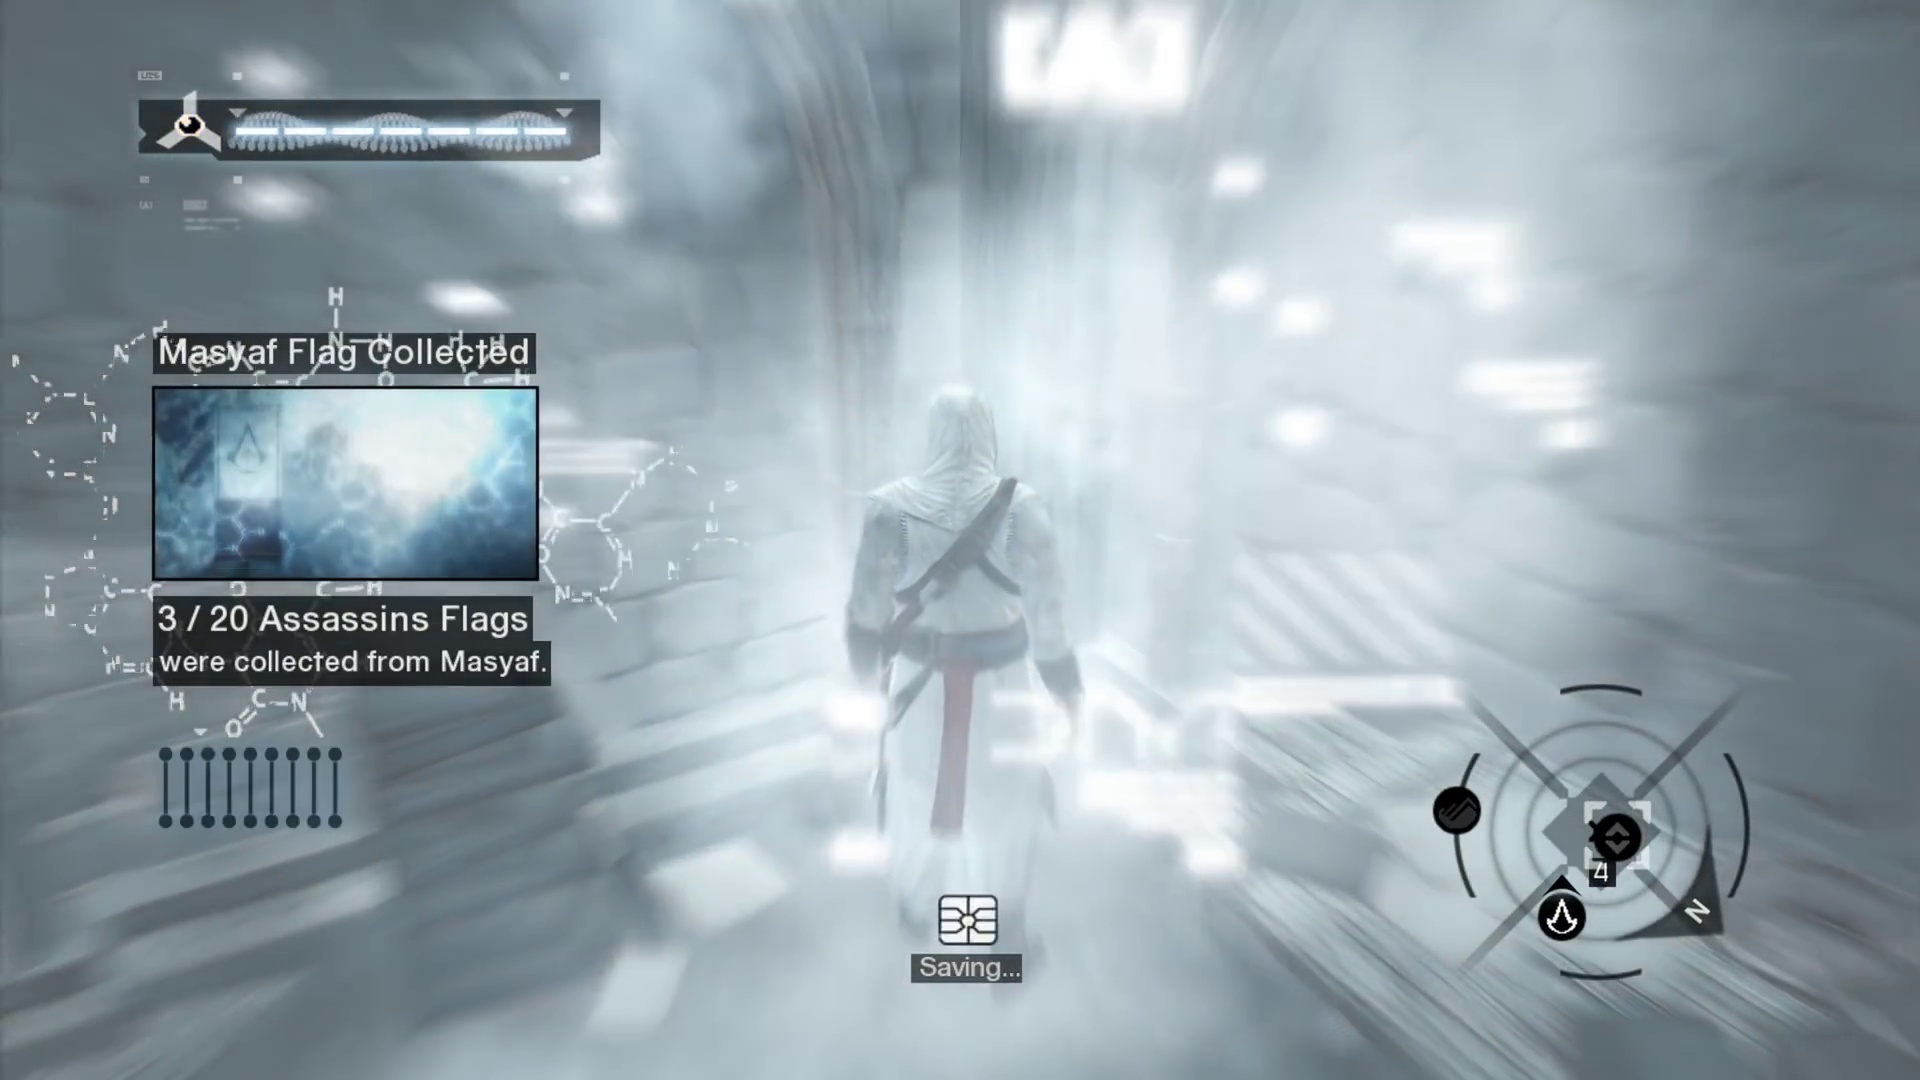 Masyaf Flag Collected
3 / 20 Assassins Flags
were collected from Masyaf.
4
N
Saving...